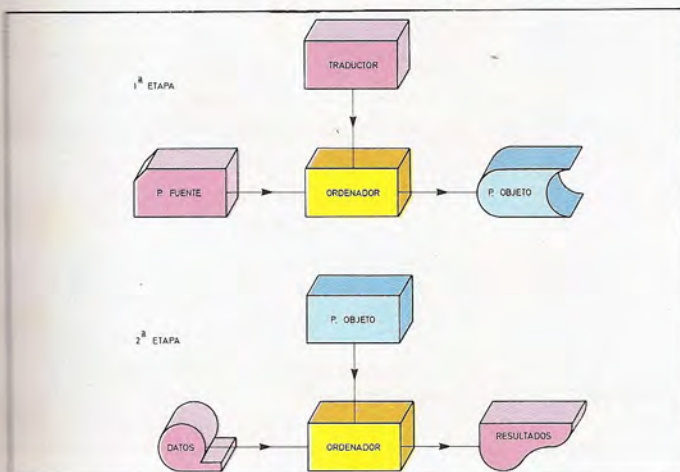 TRADUCTOR
1ª ETAPA
P. FUENTE
ORDENADOR
P. OBJETO
P. OBJETO
2ª ETAPA
DATOS
ORDENADOR
RESULTADOS